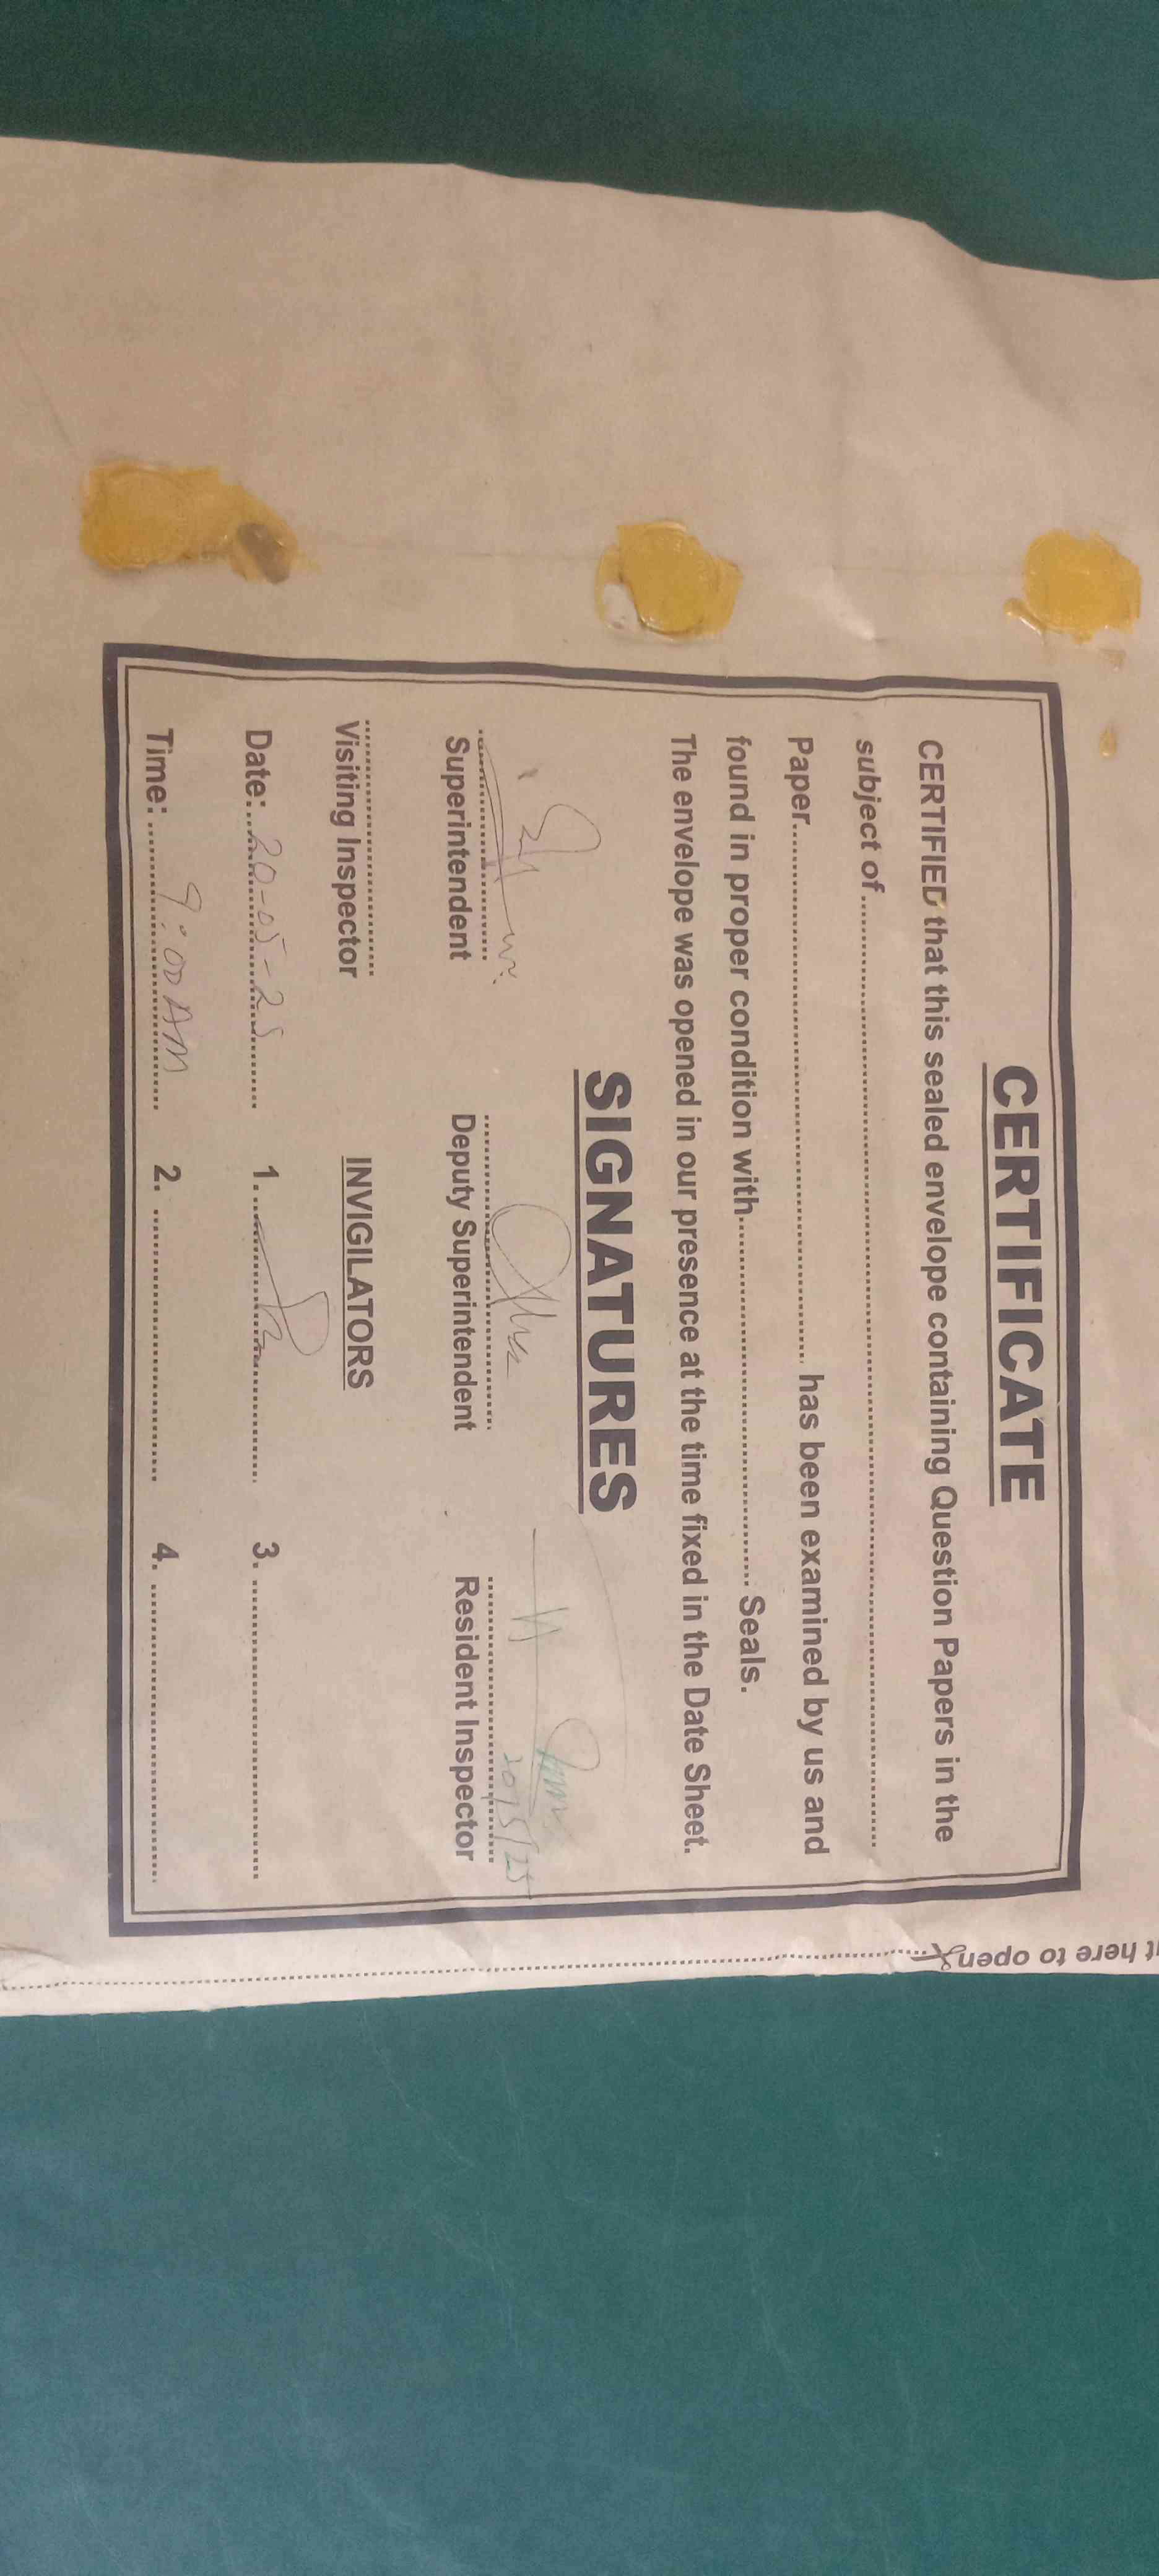 CERTIFICATE
CERTIFIED that this sealed envelope containing Question Papers in the
subject of..........
Paper.......... has been examined by us and
found in proper condition with.......... Seals.
The envelope was opened in our presence at the time fixed in the Date Sheet.
SIGNATURES
20/5/25
Superintendent Deputy Superintendent Resident Inspector
Visiting Inspector INVIGILATORS
Date: 20-05-25 1. 3.
Time: 9:00 AM 2. 4.
here to open